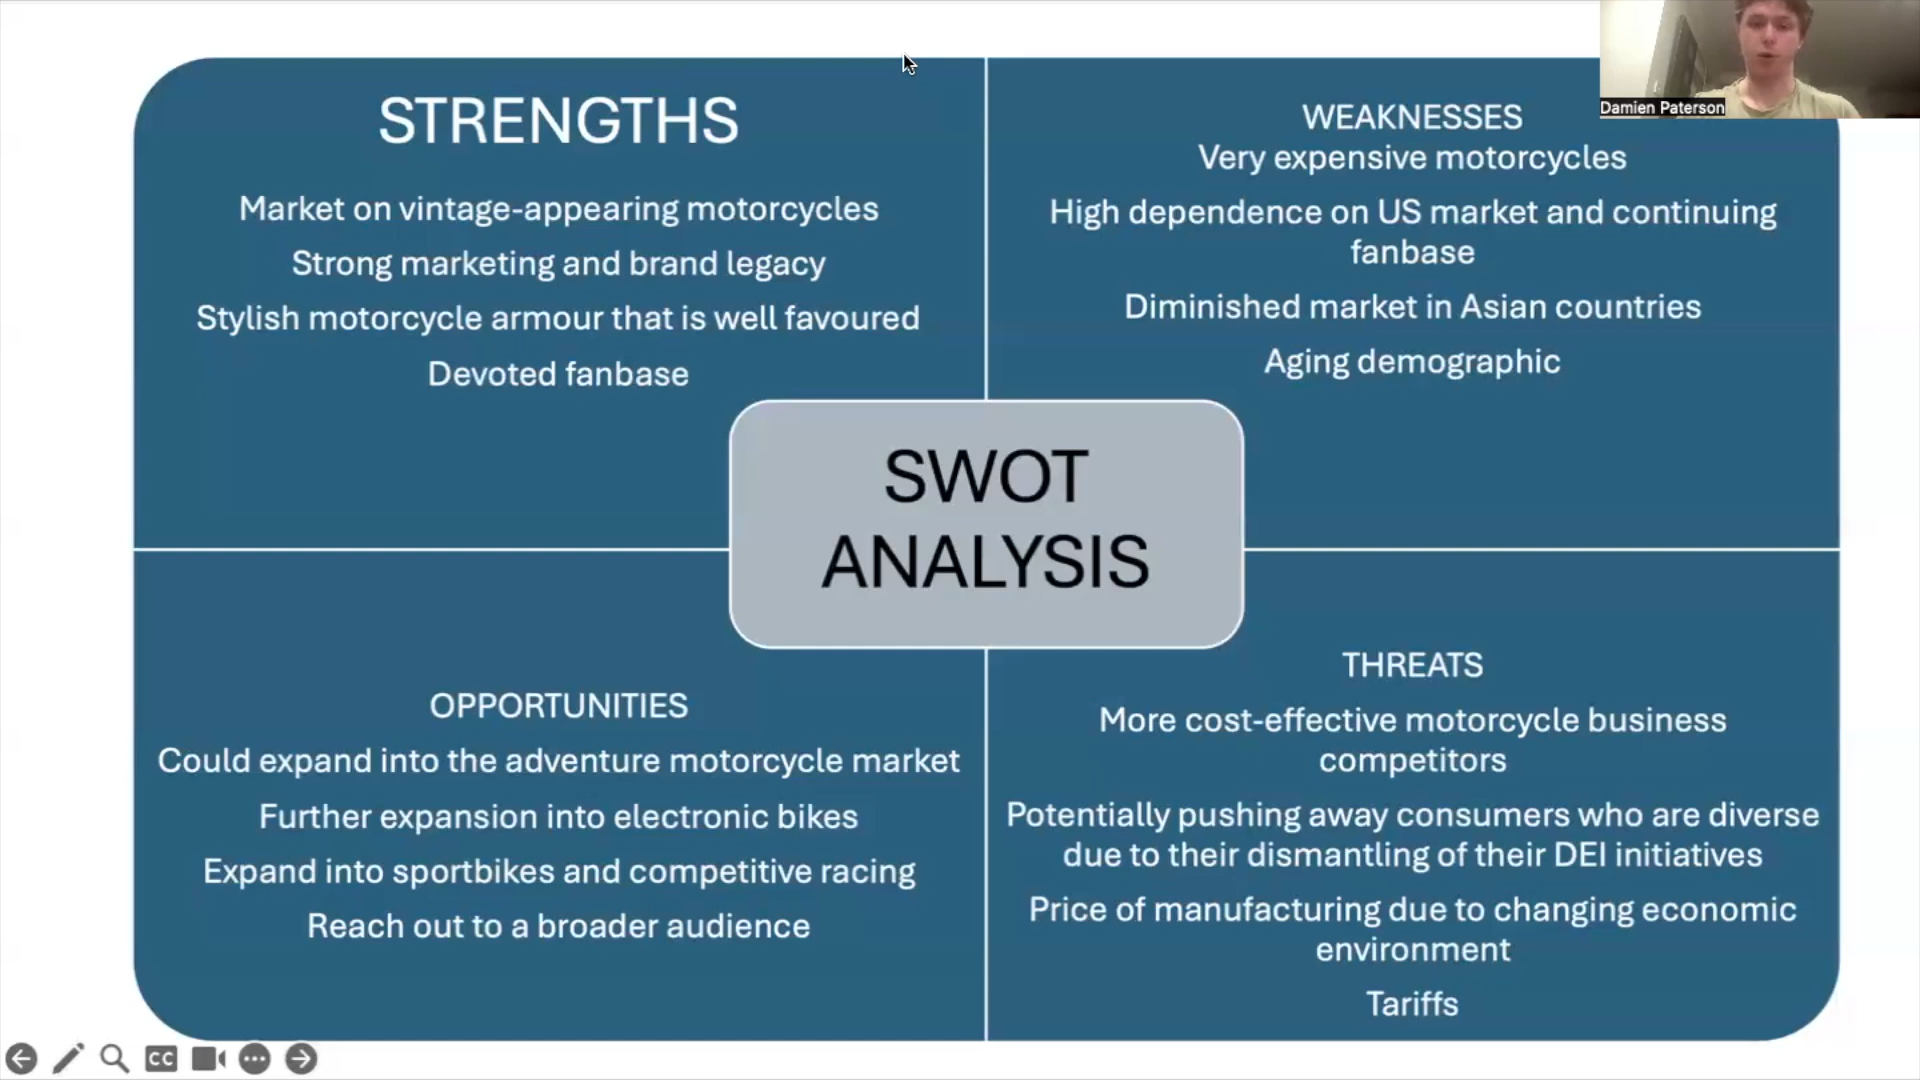 STRENGTHS
Market on vintage-appearing motorcycles
Strong marketing and brand legacy
Stylish motorcycle armour that is well favoured
Devoted fanbase
WEAKNESSES
Very expensive motorcycles
High dependence on US market and continuing
fanbase
Diminished market in Asian countries
Aging demographic
Damien Paterson
SWOT
ANALYSIS
OPPORTUNITIES
Could expand into the adventure motorcycle market
Further expansion into electronic bikes
Expand into sportbikes and competitive racing
Reach out to a broader audience
THREATS
More cost-effective motorcycle business
competitors
Potentially pushing away consumers who are diverse
due to their dismantling of their DEI initiatives
Price of manufacturing due to changing economic
environment
Tariffs
CC